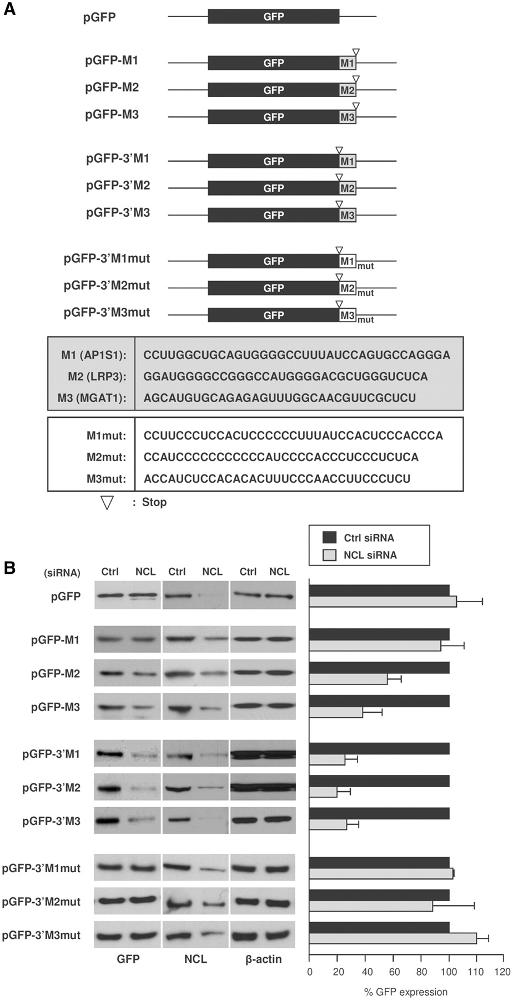 A
pGFP GFP
pGFP-M1 GFP M1
pGFP-M2 GFP M2
pGFP-M3 GFP M3
pGFP-3’M1 GFP M1
pGFP-3’M2 GFP M2
pGFP-3’M3 GFP M3
pGFP-3’M1mut GFP M1 mut
pGFP-3’M2mut GFP M2 mut
pGFP-3’M3mut GFP M3 mut
M1 (AP1S1): CCUUGGCUGCAGUGGGGCCUUUAUCCAGUGCCAGGGA
M2 (LRP3): GGAUGGGGCCGGGCCAUGGGGACGCUGGGUCUCA
M3 (MGAT1): AGCAUGUGCAGAGAGUUUGGCAACGUUCGCUCU
M1mut: CCUUCCCUCCACUCCCCCCUUUAUCCACUCCCACCCA
M2mut: CCAUCCCCCCCCCCCAUCCCCACCCUCCCUCUCA
M3mut: ACCAUCUCCACACACUUUCCCAACCUUCCCUCU
: Stop
Ctrl siRNA
NCL siRNA
B
(siRNA) Ctrl NCL Ctrl NCL Ctrl NCL
pGFP
pGFP-M1
pGFP-M2
pGFP-M3
pGFP-3’M1
pGFP-3’M2
pGFP-3’M3
pGFP-3’M1mut
pGFP-3’M2mut
pGFP-3’M3mut
GFP NCL β-actin
0 20 40 60 80 100 110 120
% GFP expression